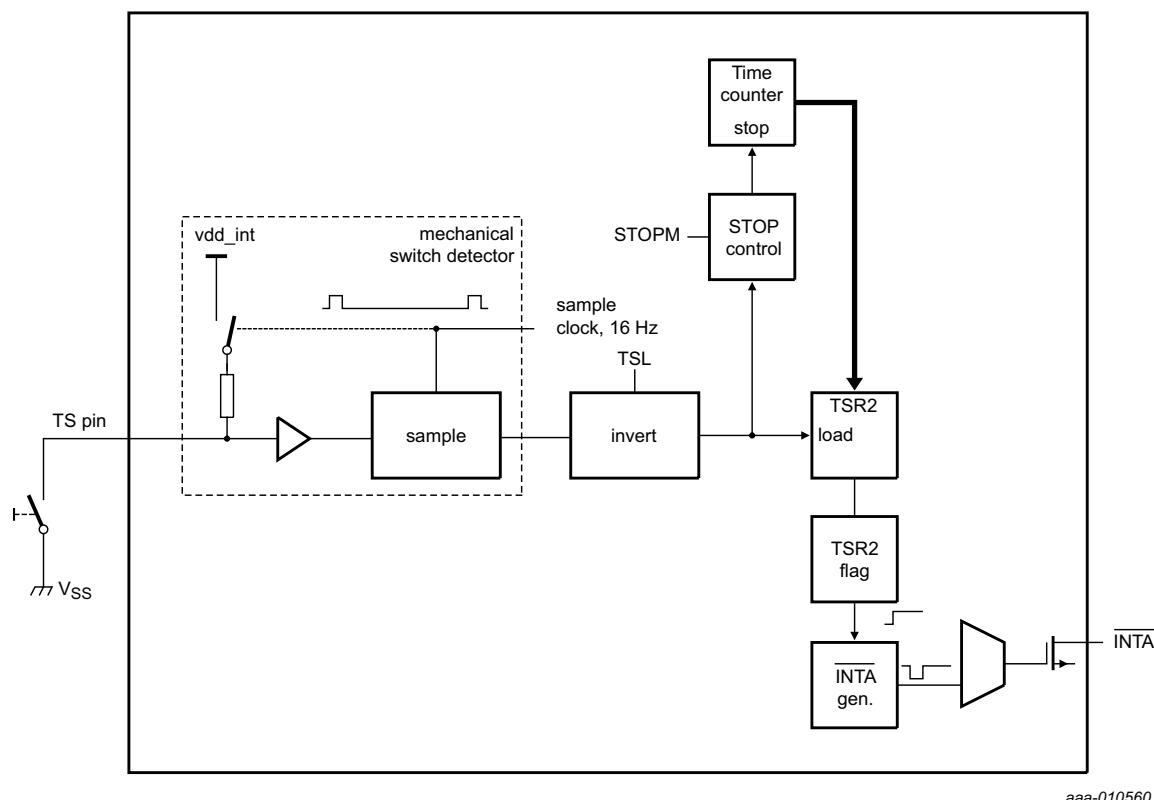 Time
counter
stop
STOPM
STOP
control
vdd_int
mechanical
switch detector
sample
clock, 16 Hz
TSL
TS pin
sample
invert
TSR2
load
TSR2
flag
VSS
INTA
INTA
gen.
aaa-010560